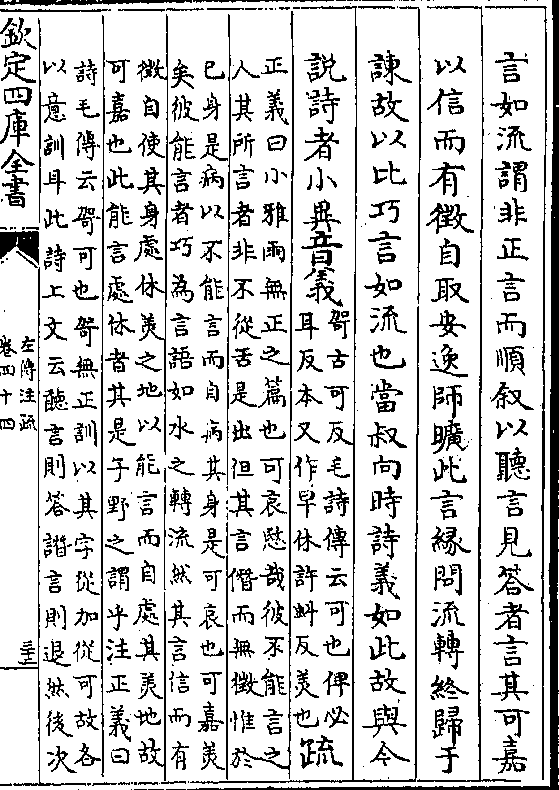 言如流謂非正言而順叙以聽言見答者言其可嘉
以信而有徴自取安逸師曠此言緣問流轉終歸于
諫故以比巧言如流也當叔向時詩義如此故與今
說詩者小異音義
哿古可反毛詩傳云可也俾必
耳反本又作卑休許虯反美也
疏
正義曰小雅雨無正之篇也可哀愍哉彼不能言之
人其所言者非不從舌是出但其言僭而無徴惟於
已身是病以不能言而自病其身是可哀也可嘉美
矣彼能言者巧為言語如水之轉流然其言信而有
徴自使其身處休美之地以能言而自處其美地故
可嘉也此能言處休者其是子野之謂乎注正義曰
詩毛傳云哿可也哿無正訓以其字從加從可故各
以意訓耳此詩上文云聽言則答譖言則退然後次
欽定四庫全書
左傳注疏
卷四十四